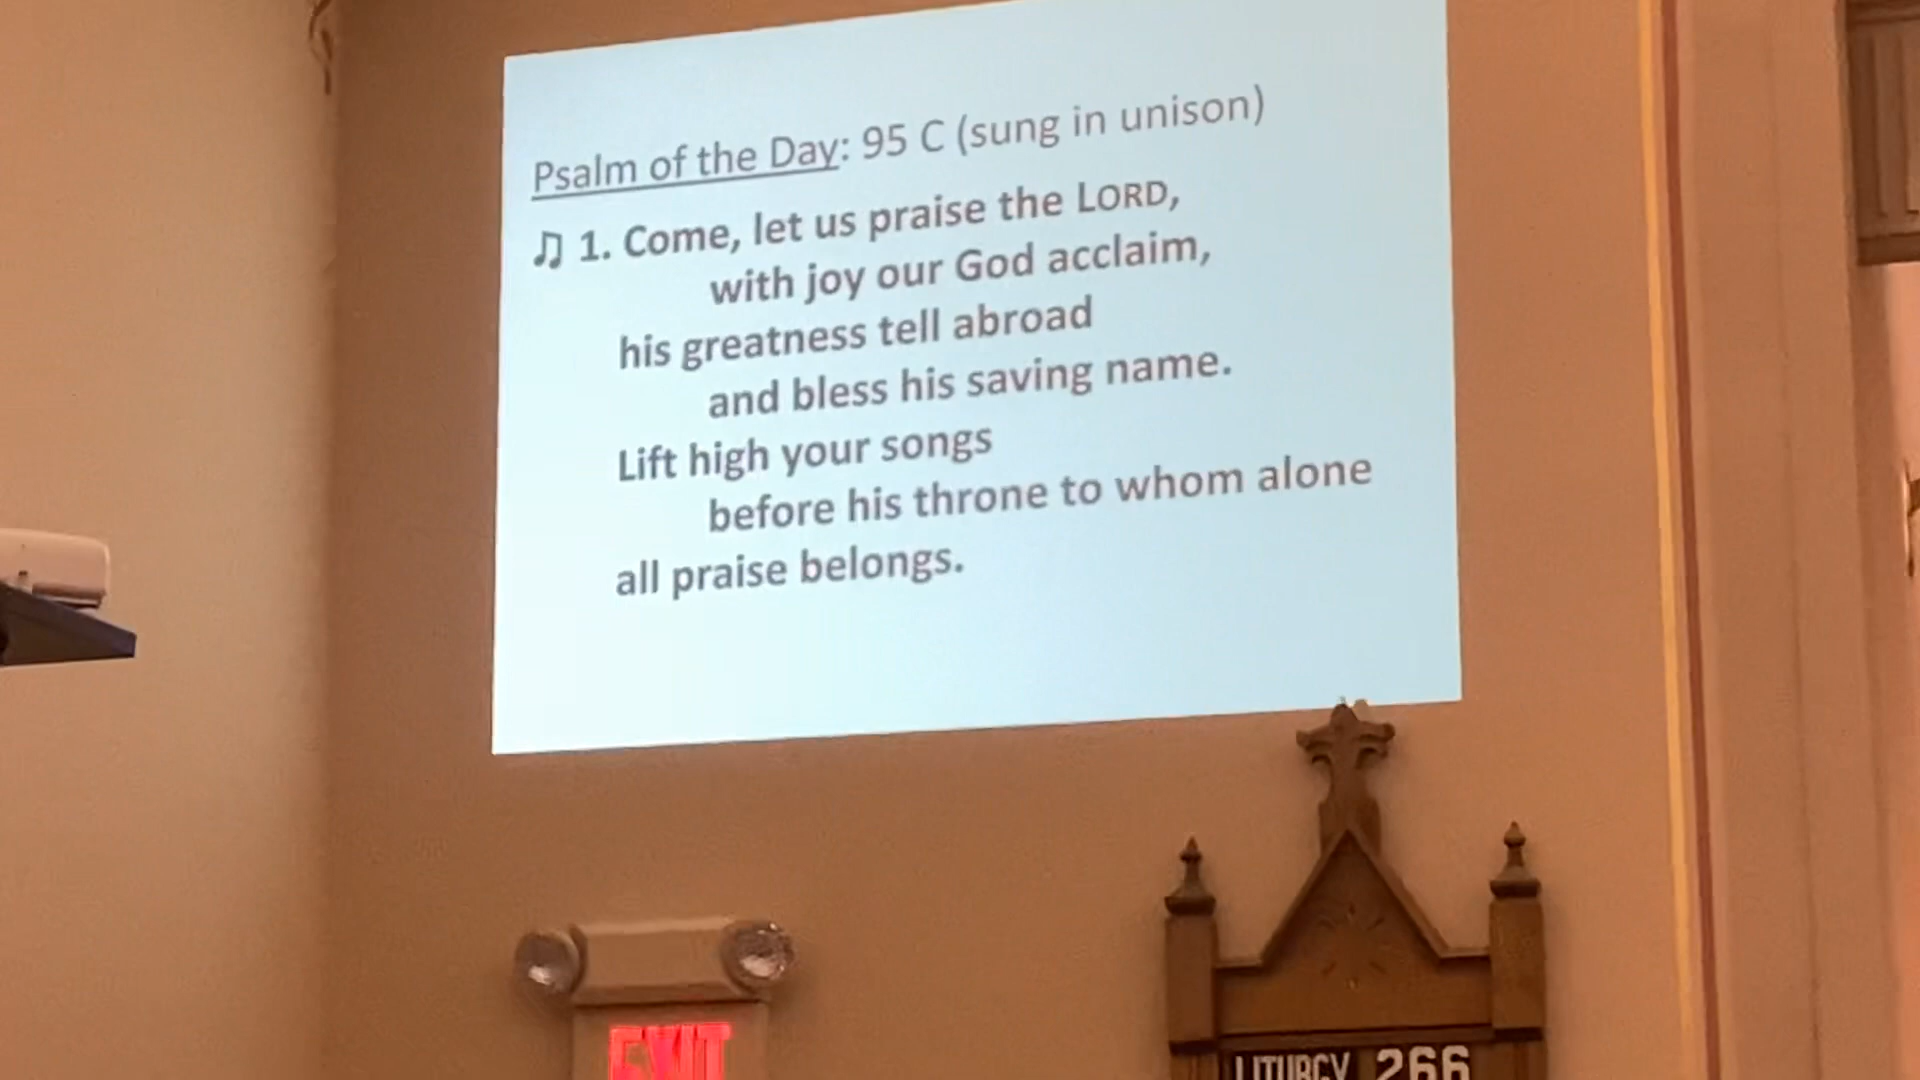 Psalm of the Day: 95 C (sung in unison)
♫ 1. Come, let us praise the LORD,
with joy our God acclaim,
his greatness tell abroad
and bless his saving name.
Lift high your songs
before his throne to whom alone
all praise belongs.
EXIT
LITURGY 266